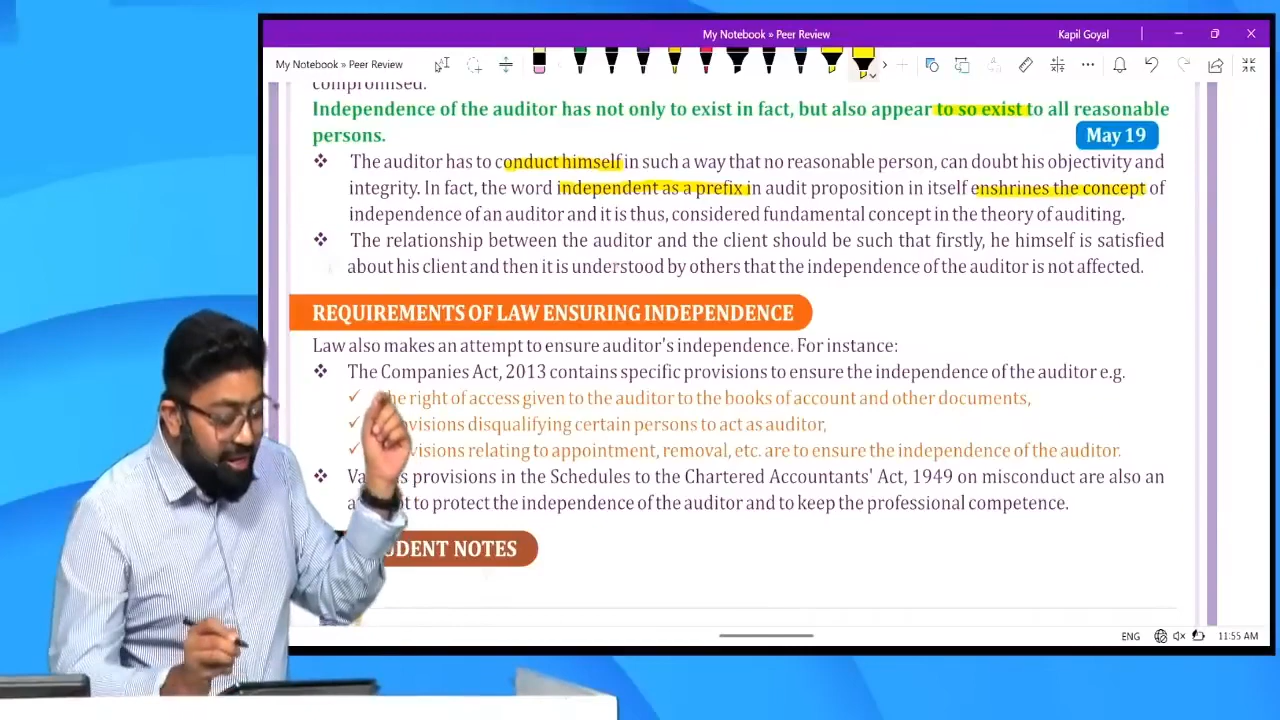 My Notebook » Peer Review
Kapil Goyal
My Notebook » Peer Review
compromised.
Independence of the auditor has not only to exist in fact, but also appear to so exist to all reasonable
persons.
May 19
❖ The auditor has to conduct himself in such a way that no reasonable person, can doubt his objectivity and
integrity. In fact, the word independent as a prefix in audit proposition in itself enshrines the concept of
independence of an auditor and it is thus, considered fundamental concept in the theory of auditing.
❖ The relationship between the auditor and the client should be such that firstly, he himself is satisfied
about his client and then it is understood by others that the independence of the auditor is not affected.
REQUIREMENTS OF LAW ENSURING INDEPENDENCE
Law also makes an attempt to ensure auditor's independence. For instance:
❖ The Companies Act, 2013 contains specific provisions to ensure the independence of the auditor e.g.
✓ he right of access given to the auditor to the books of account and other documents,
✓ visions disqualifying certain persons to act as auditor,
✓ visions relating to appointment, removal, etc. are to ensure the independence of the auditor.
❖ Va s provisions in the Schedules to the Chartered Accountants' Act, 1949 on misconduct are also an
a t to protect the independence of the auditor and to keep the professional competence.
UDENT NOTES
ENG
11:55 AM